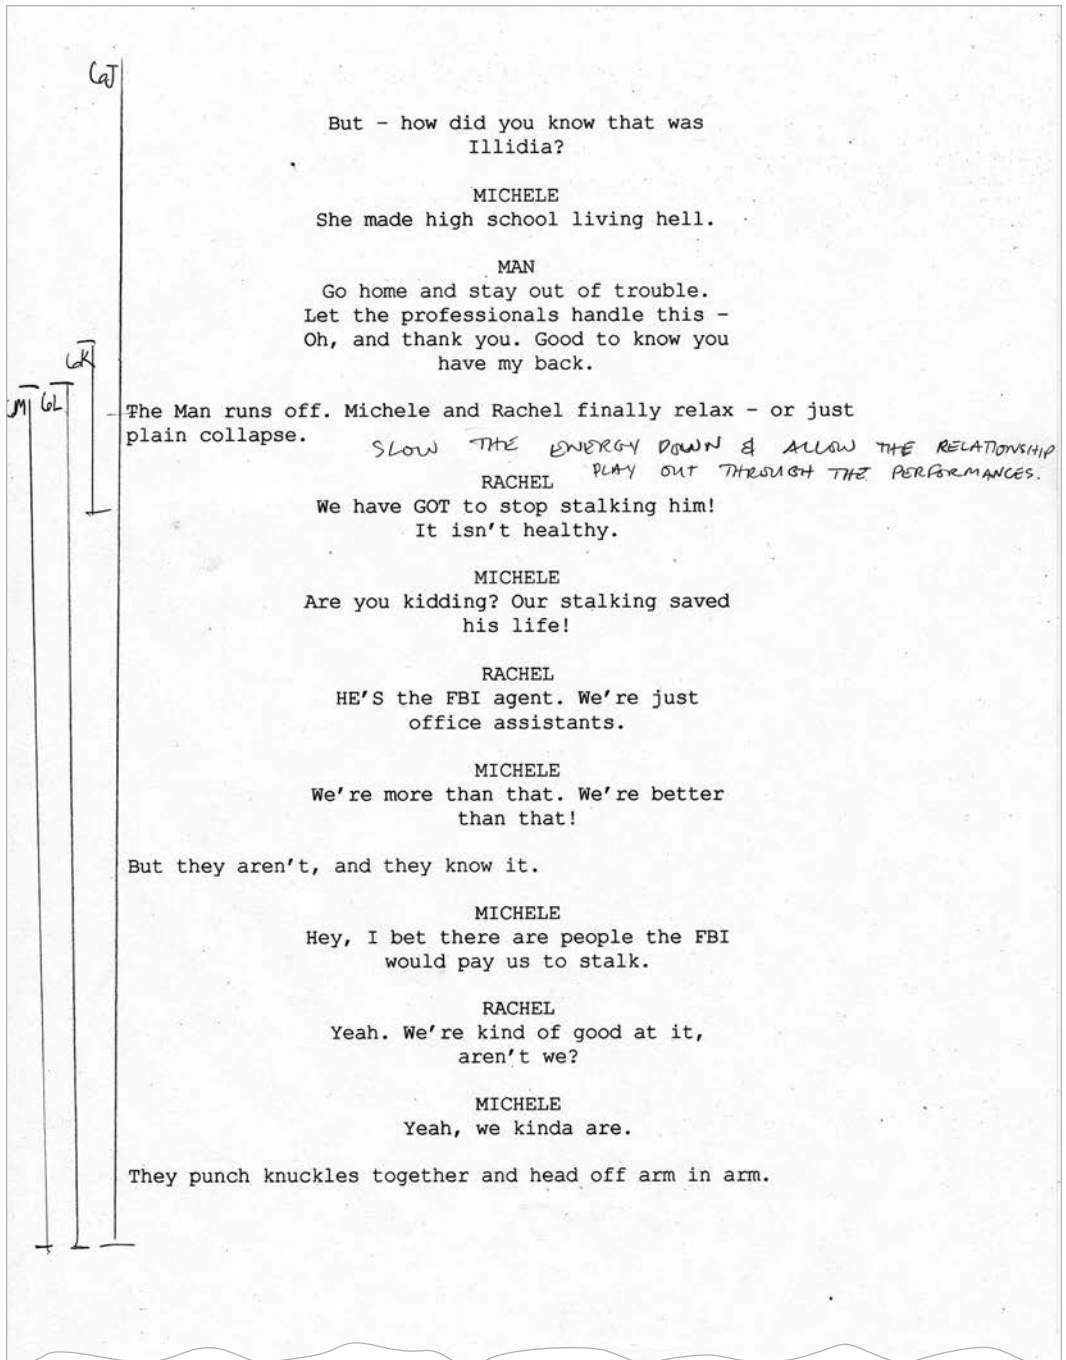 6J
But – how did you know that was
Illidia?
MICHELE
She made high school living hell.
MAN
Go home and stay out of trouble.
Let the professionals handle this –
Oh, and thank you. Good to know you
have my back.
6K
6L
The Man runs off. Michele and Rachel finally relax – or just
plain collapse.
SLOW THE ENERGY DOWN & ALLOW THE RELATIONSHIP
PLAY OUT THROUGH THE PERFORMANCES.
RACHEL
We have GOT to stop stalking him!
It isn't healthy.
MICHELE
Are you kidding? Our stalking saved
his life!
RACHEL
HE'S the FBI agent. We're just
office assistants.
MICHELE
We're more than that. We're better
than that!
But they aren't, and they know it.
MICHELE
Hey, I bet there are people the FBI
would pay us to stalk.
RACHEL
Yeah. We're kind of good at it,
aren't we?
MICHELE
Yeah, we kinda are.
They punch knuckles together and head off arm in arm.